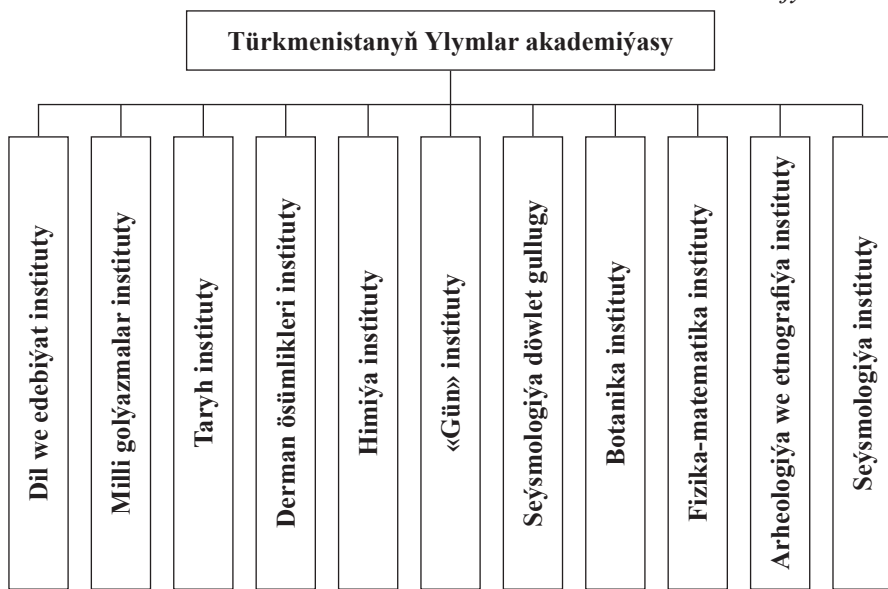 Türkmenistanyň Ylymlar akademiýasy
Dil we edebiýat instituty
Milli golýazmalar instituty
Taryh instituty
Derman ösümlikleri instituty
Himiýa instituty
«Gün» instituty
Seýsmologiýa döwlet gullugy
Botanika instituty
Fizika-matematika instituty
Arheologiýa we etnografiýa instituty
Seýsmologiýa instituty